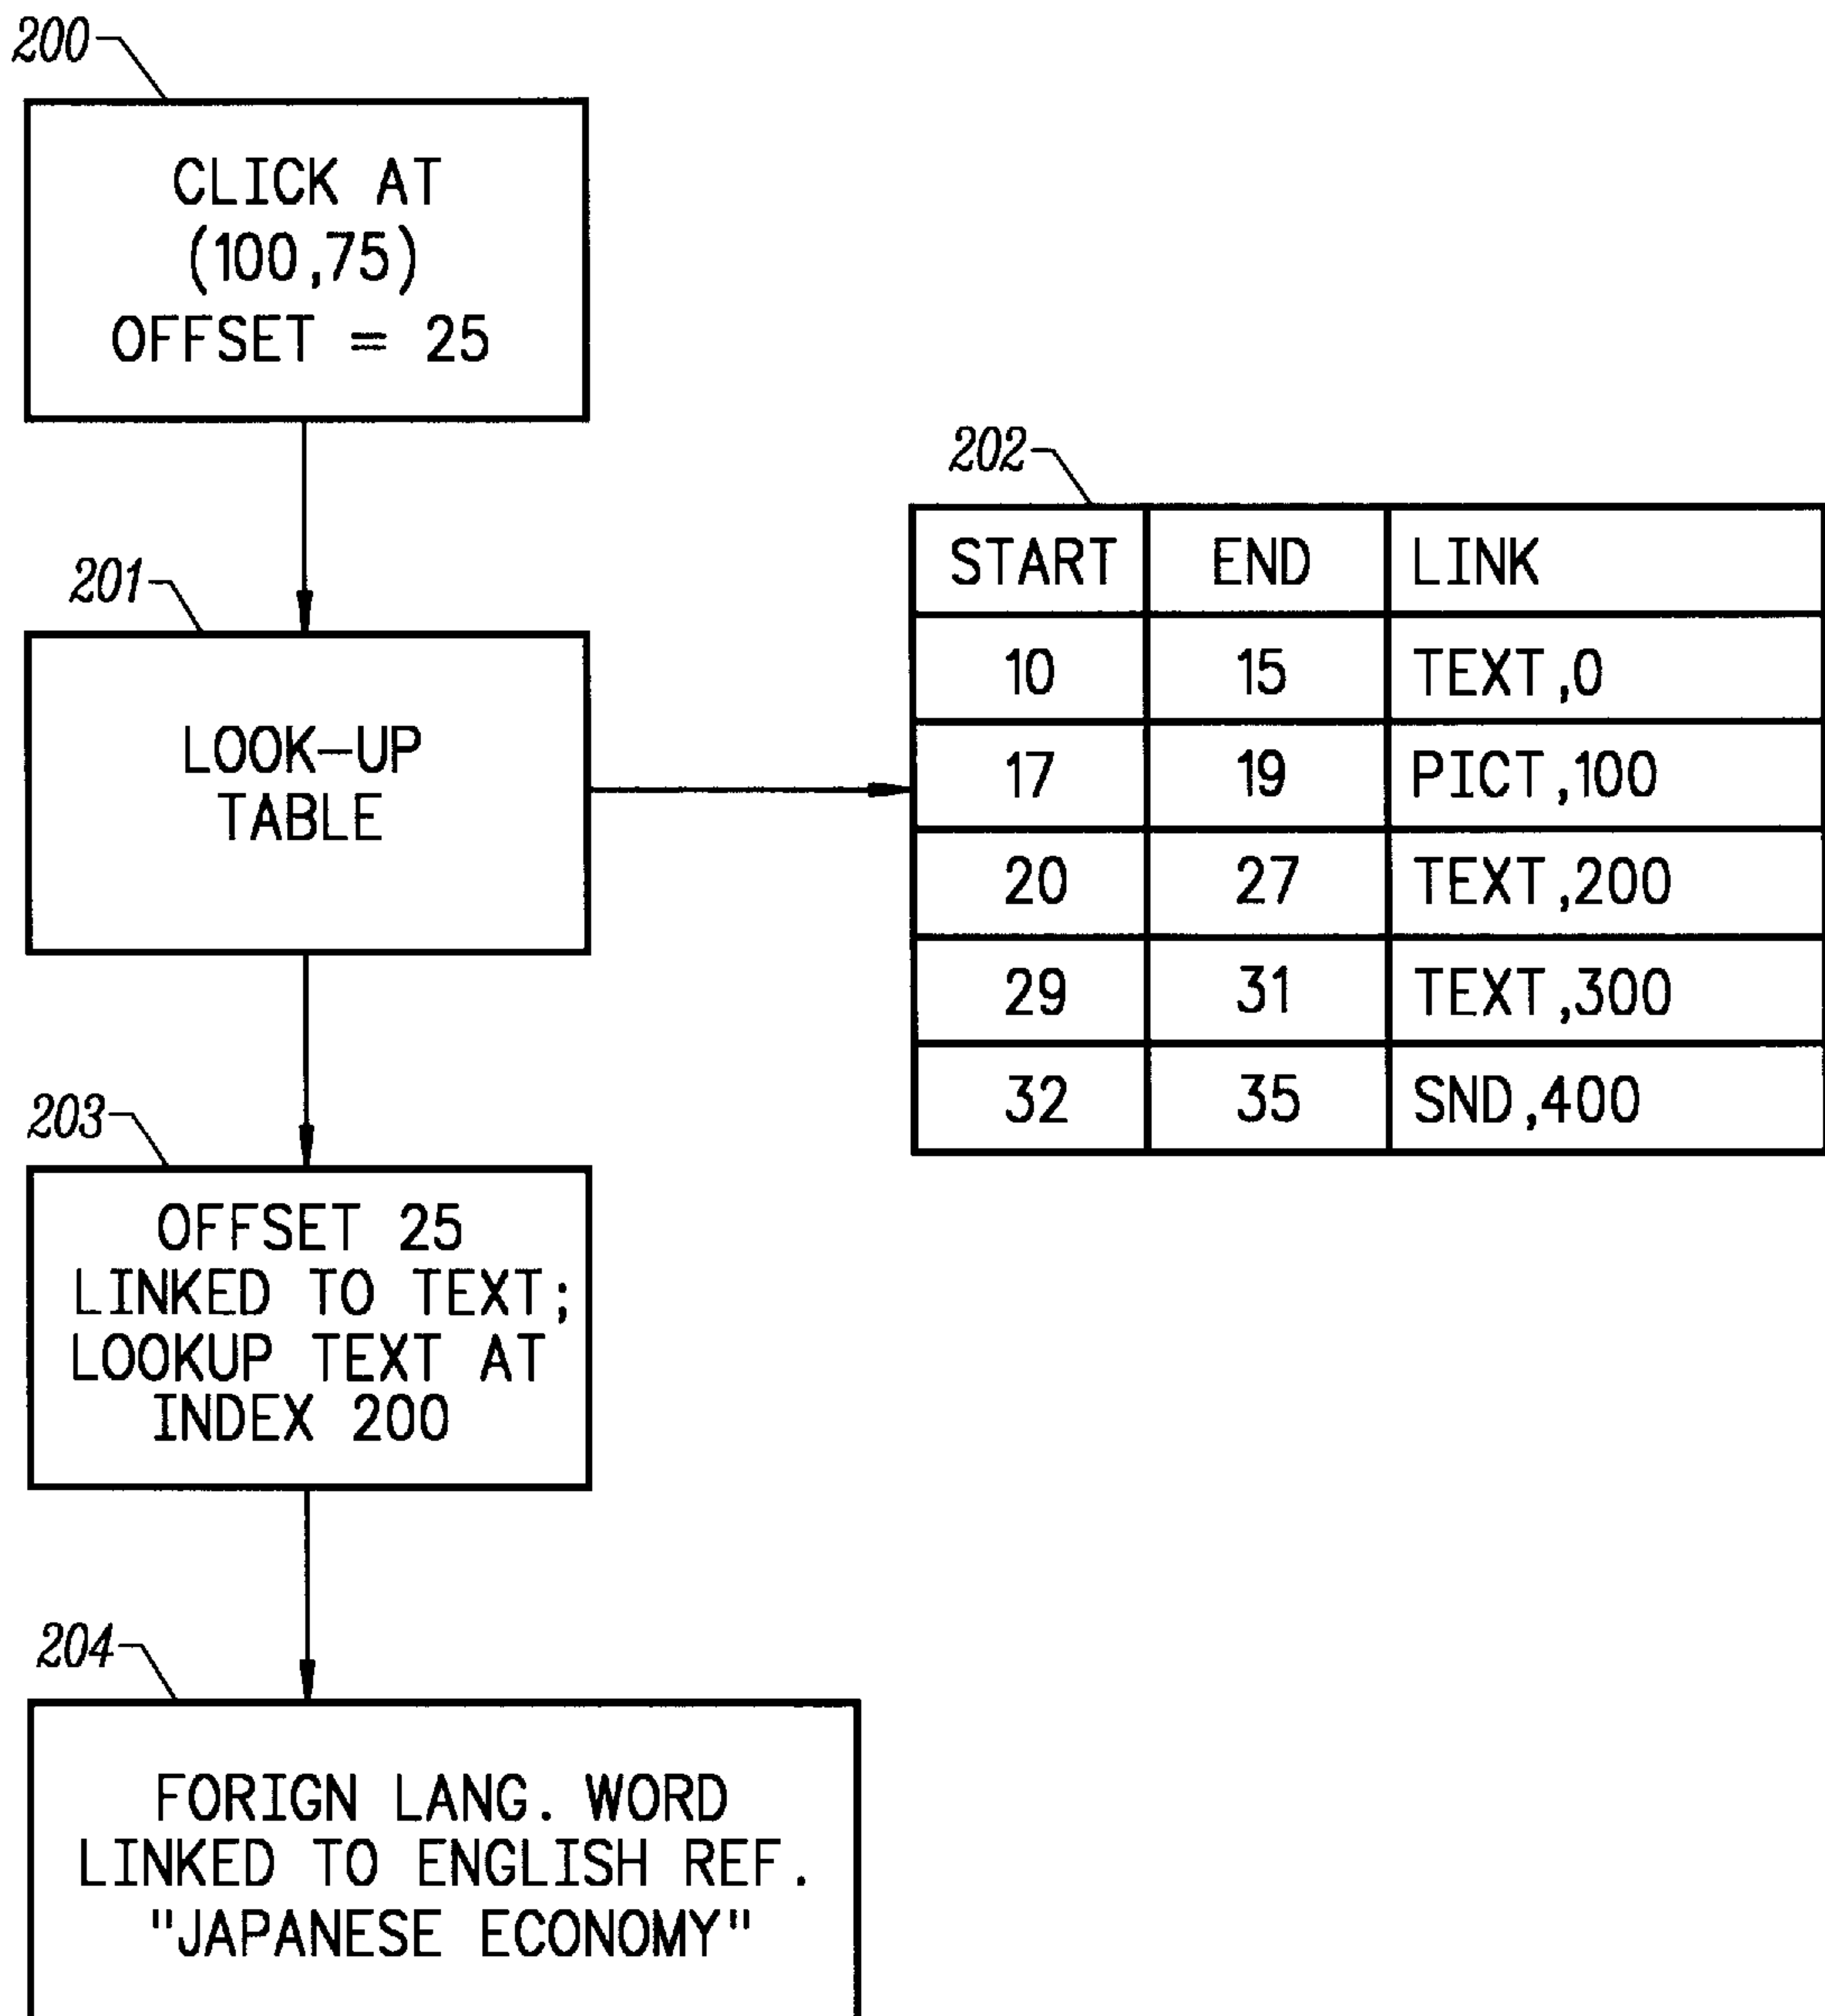 200
CLICK AT
(100,75)
OFFSET = 25
201
LOOK-UP
TABLE
202
START END LINK
10 15 TEXT,0
17 19 PICT,100
20 27 TEXT,200
29 31 TEXT,300
32 35 SND,400
203
OFFSET 25
LINKED TO TEXT;
LOOKUP TEXT AT
INDEX 200
204
FORIGN LANG. WORD
LINKED TO ENGLISH REF.
"JAPANESE ECONOMY"